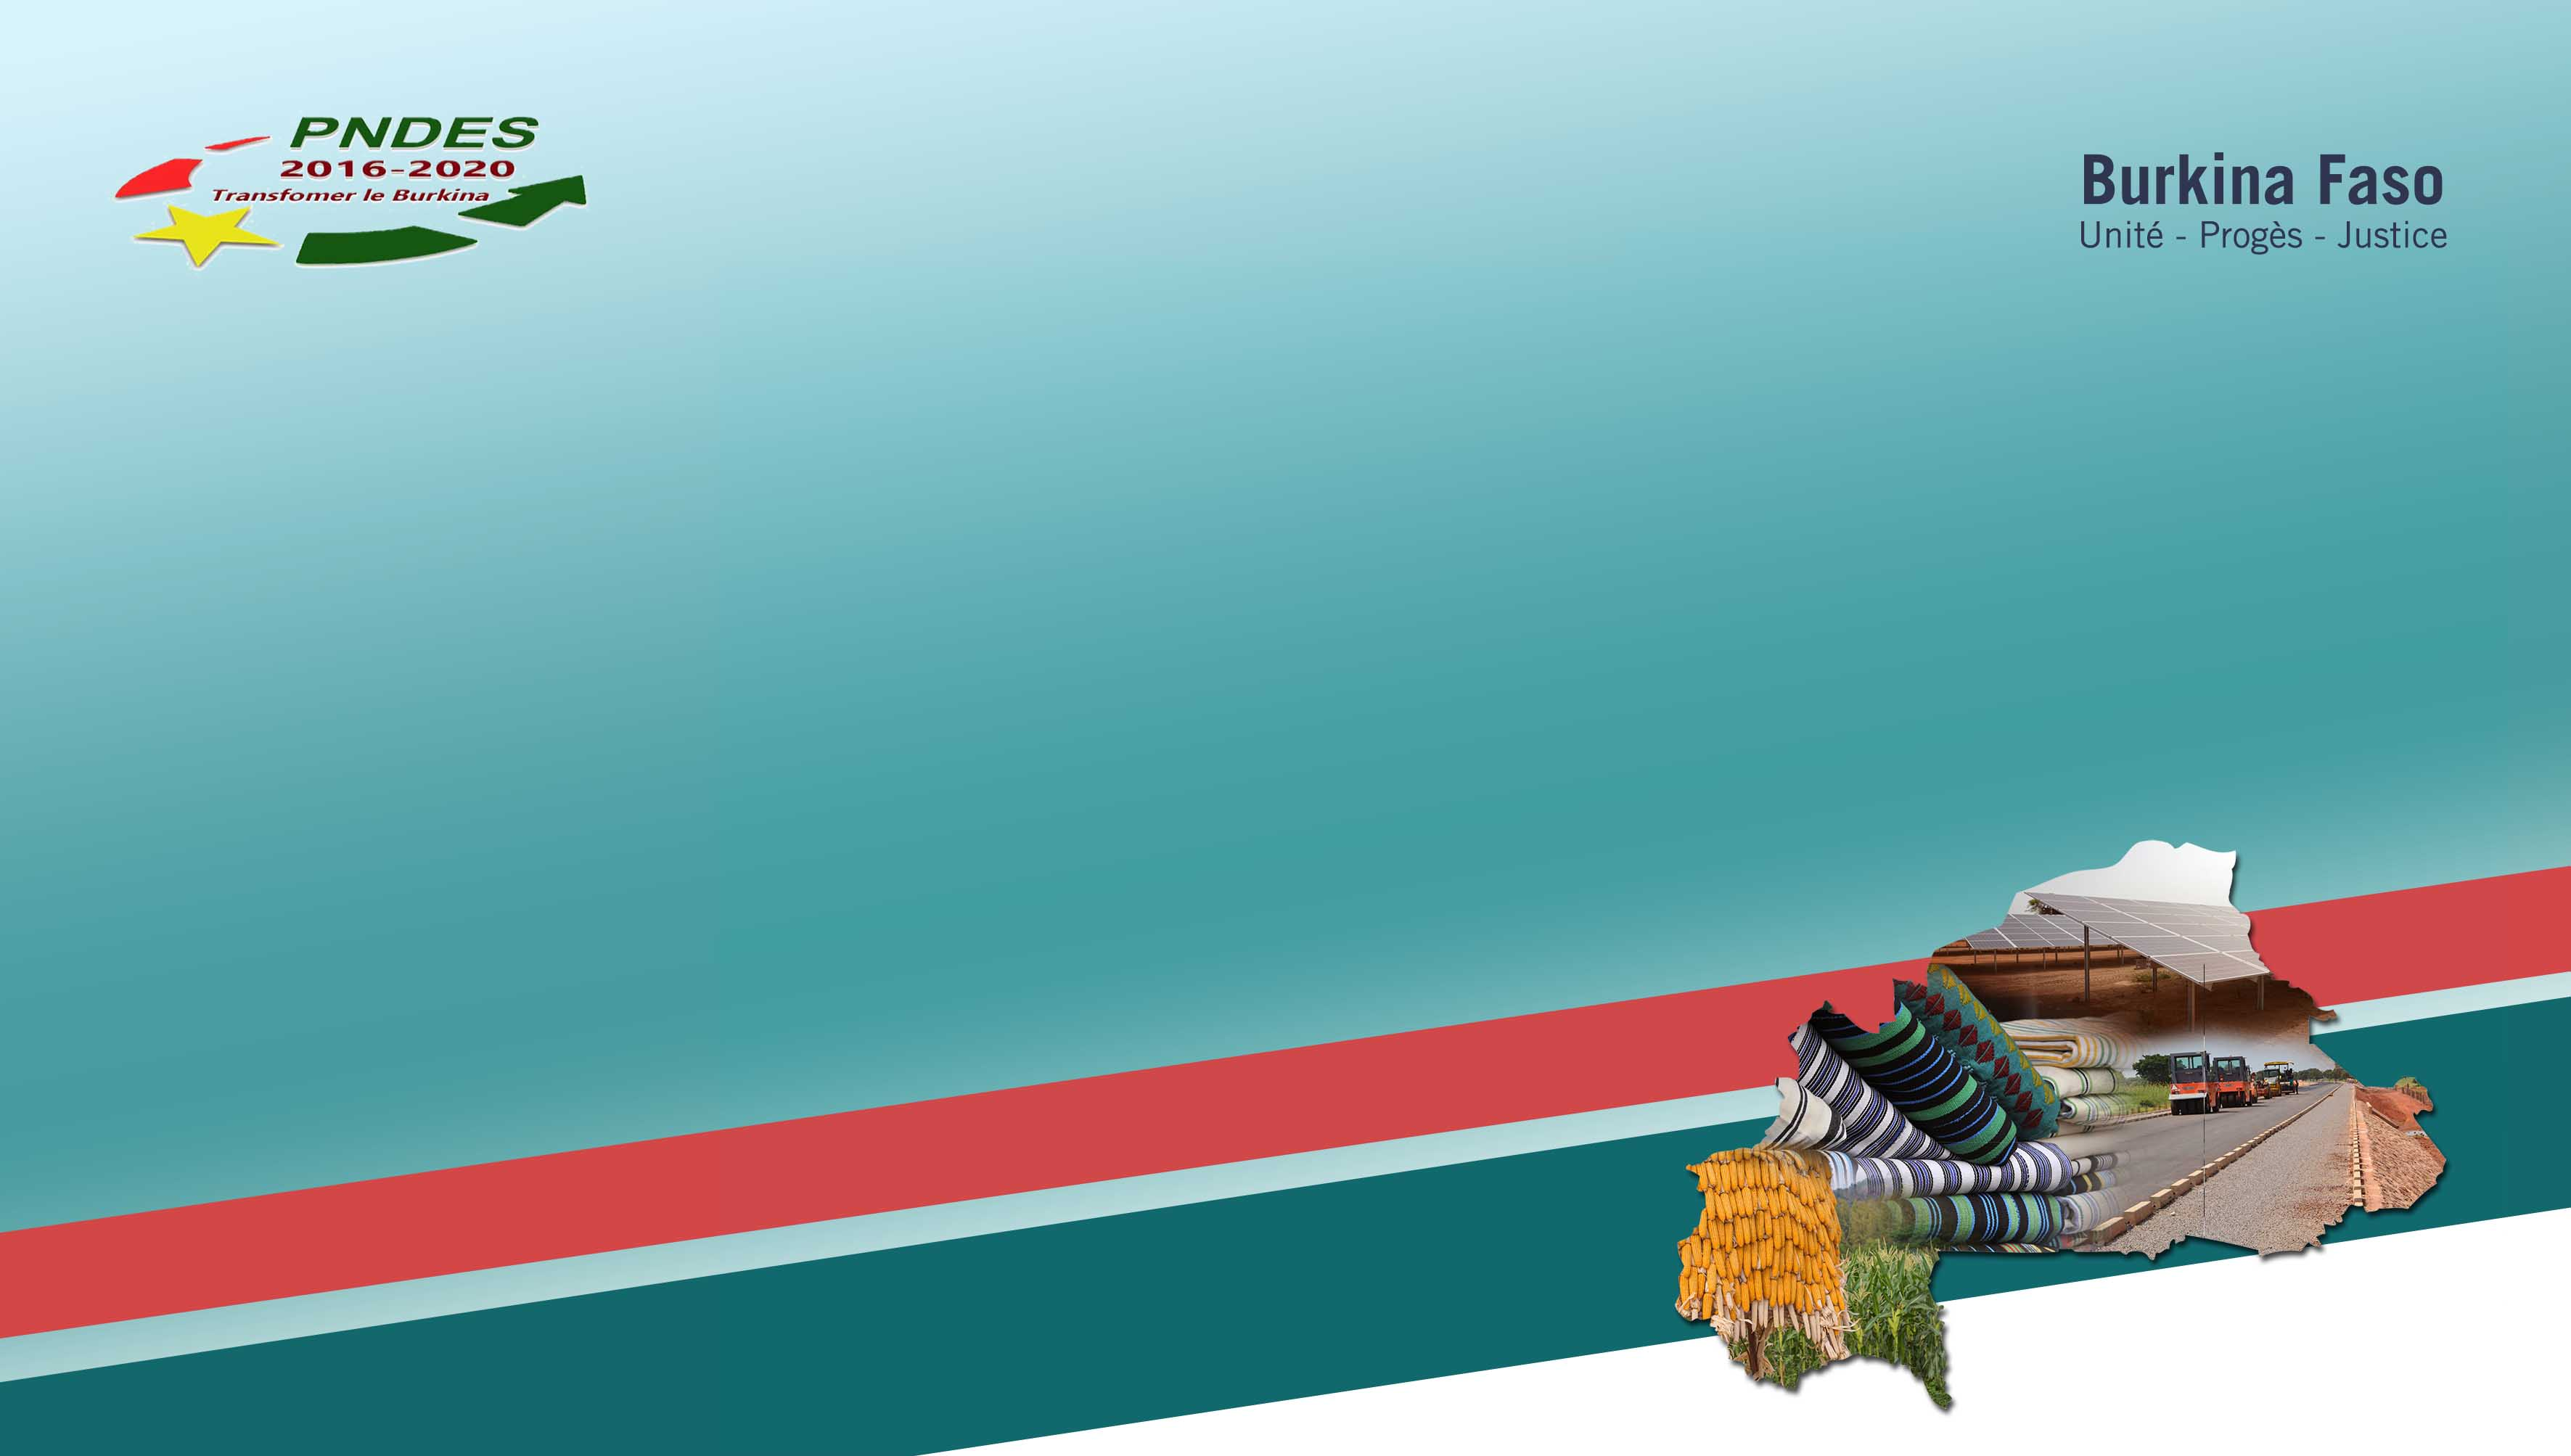 PNDES
2016-2020
Transfomer le Burkina
Burkina Faso
Unité - Progès - Justice